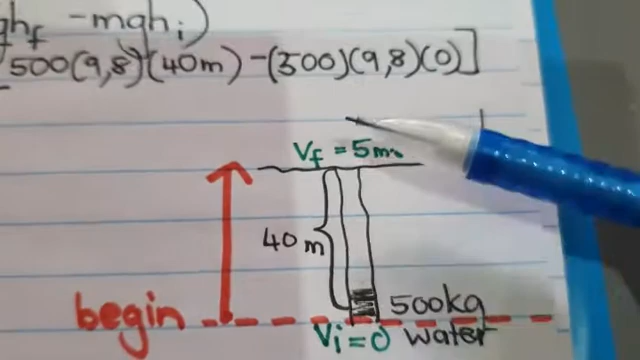 ghf - mghi)
500(9,8)(40m) - (500)(9,8)(0)]
Vf = 5m
40 m
500kg
begin
Vi = 0 water